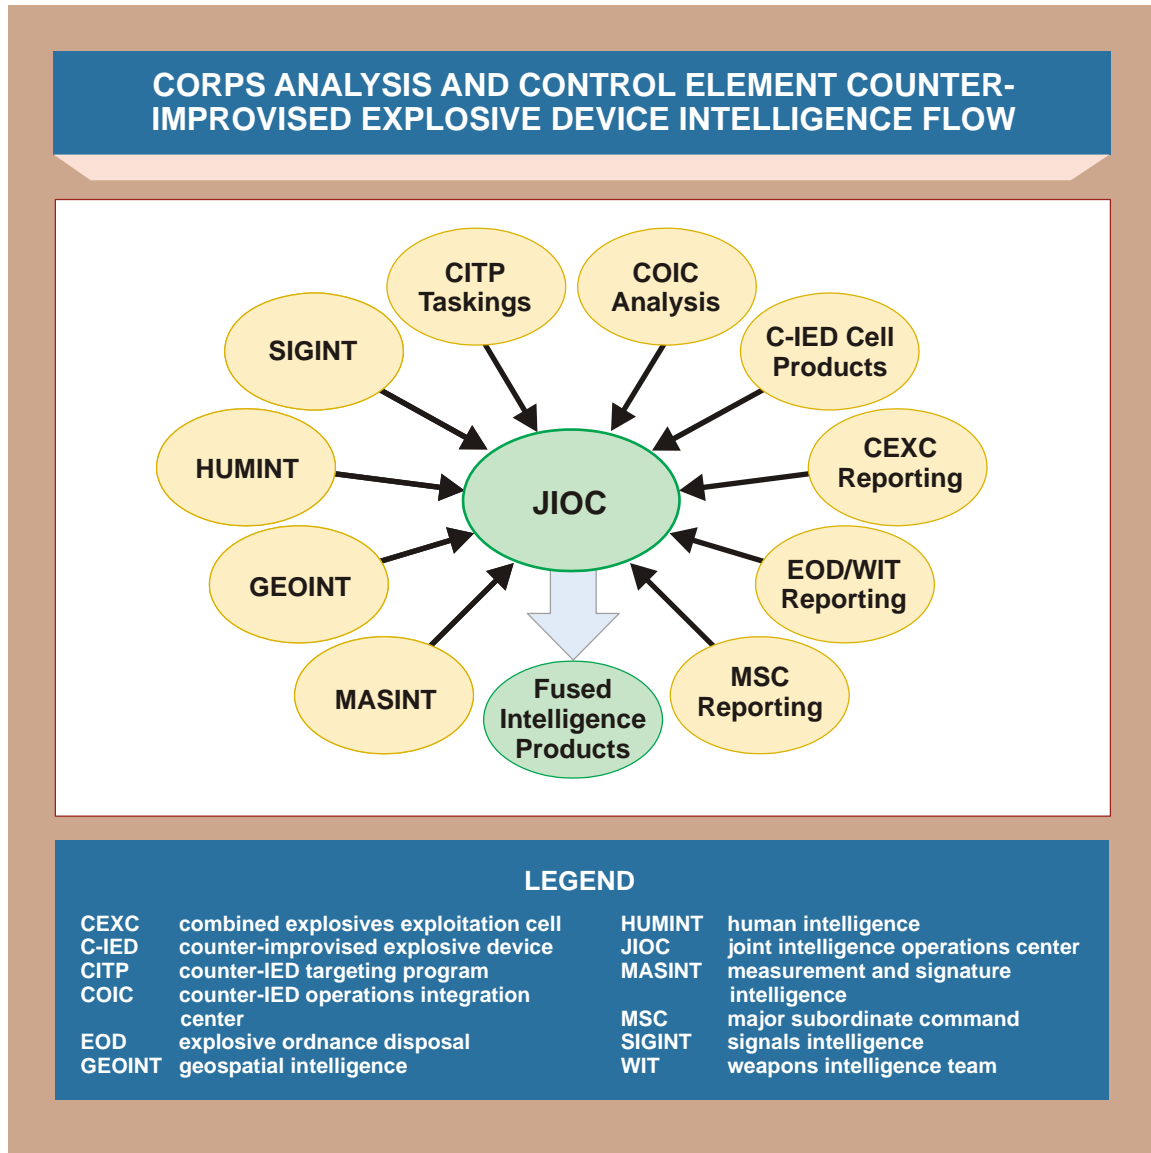 CORPS ANALYSIS AND CONTROL ELEMENT COUNTER-
IMPROVISED EXPLOSIVE DEVICE INTELLIGENCE FLOW
CITP
Taskings
COIC
Analysis
SIGINT
C-IED Cell
Products
HUMINT
CEXC
Reporting
JIOC
GEOINT
EOD/WIT
Reporting
MASINT
Fused
Intelligence
Products
MSC
Reporting
LEGEND
CEXC combined explosives exploitation cell
C-IED counter-improvised explosive device
CITP counter-IED targeting program
COIC counter-IED operations integration
center
EOD explosive ordnance disposal
GEOINT geospatial intelligence
HUMINT human intelligence
JIOC joint intelligence operations center
MASINT measurement and signature
intelligence
MSC major subordinate command
SIGINT signals intelligence
WIT weapons intelligence team